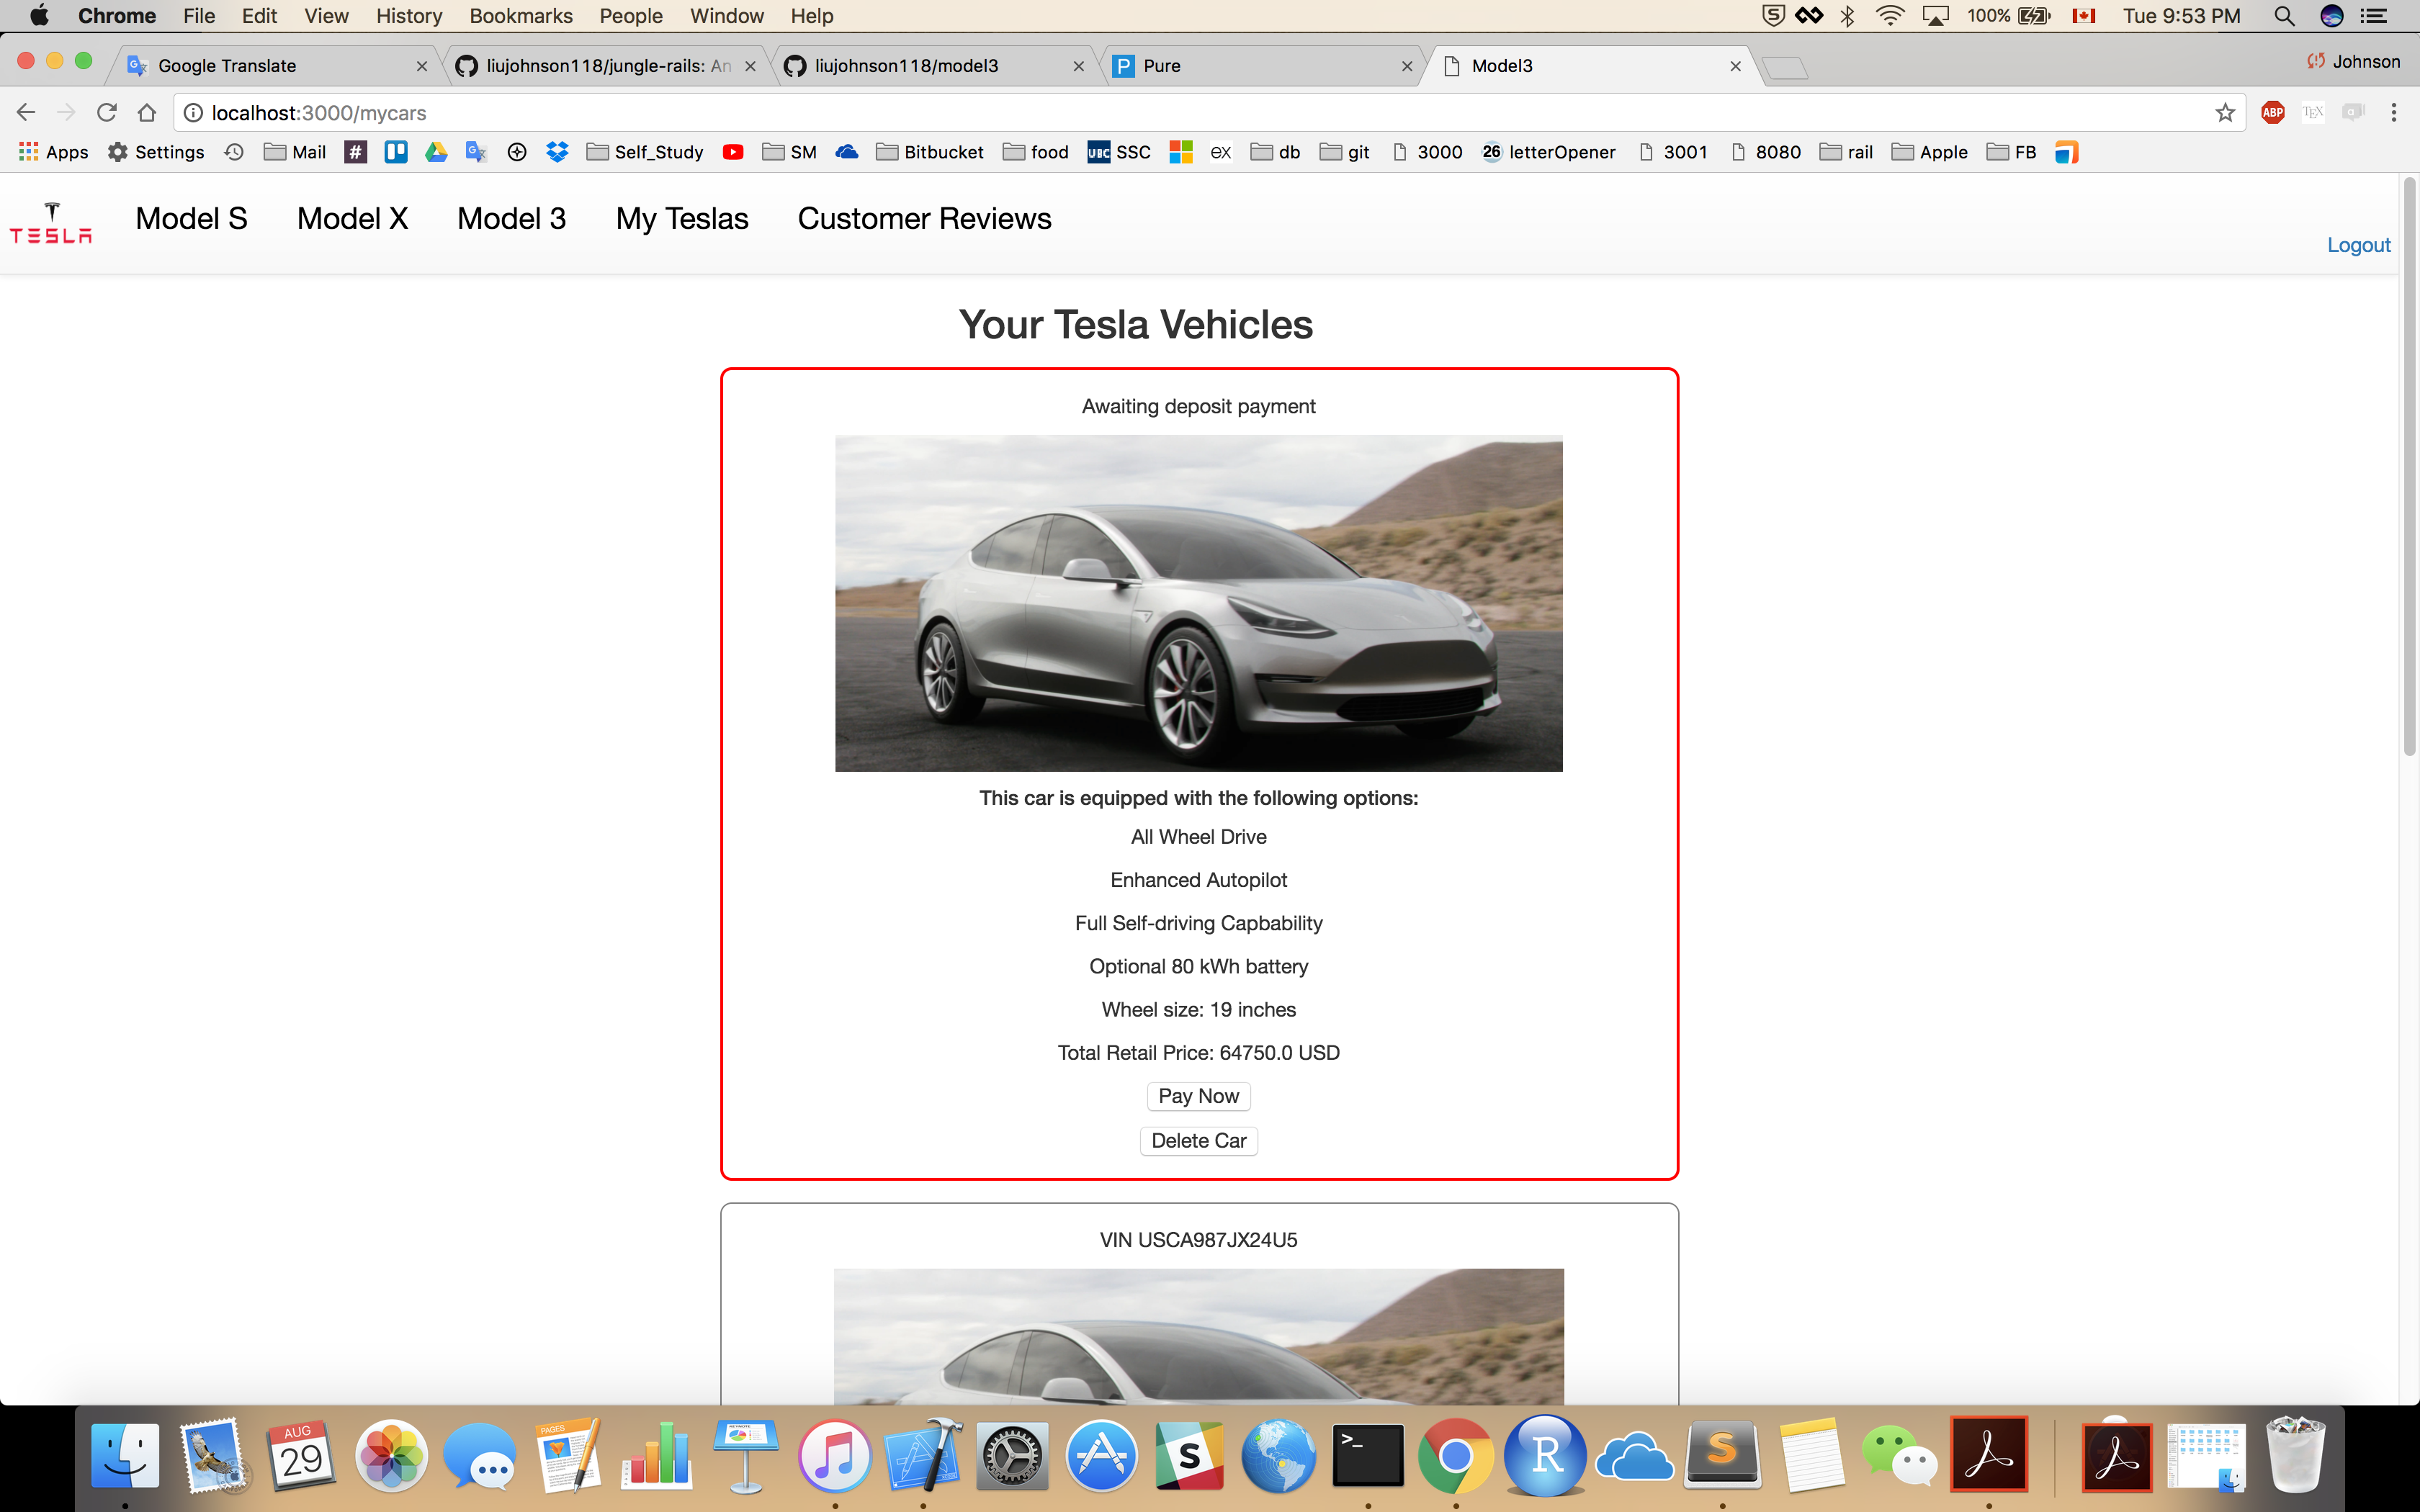 Chrome File Edit View History Bookmarks People Window Help 100% Tue 9:53 PM
Google Translate liujohnson118/jungle-rails: An liujohnson118/model3 Pure Model3 Johnson
localhost:3000/mycars ABP TEX
Apps Settings Mail # Self_Study SM Bitbucket food UBC SSC ex db git 3000 26 letterOpener 3001 8080 rail Apple FB
TESLA Model S Model X Model 3 My Teslas Customer Reviews
Logout
Your Tesla Vehicles
Awaiting deposit payment
This car is equipped with the following options:
All Wheel Drive
Enhanced Autopilot
Full Self-driving Capbability
Optional 80 kWh battery
Wheel size: 19 inches
Total Retail Price: 64750.0 USD
Pay Now
Delete Car
VIN USCA987JX24U5
AUG
29
PAGES